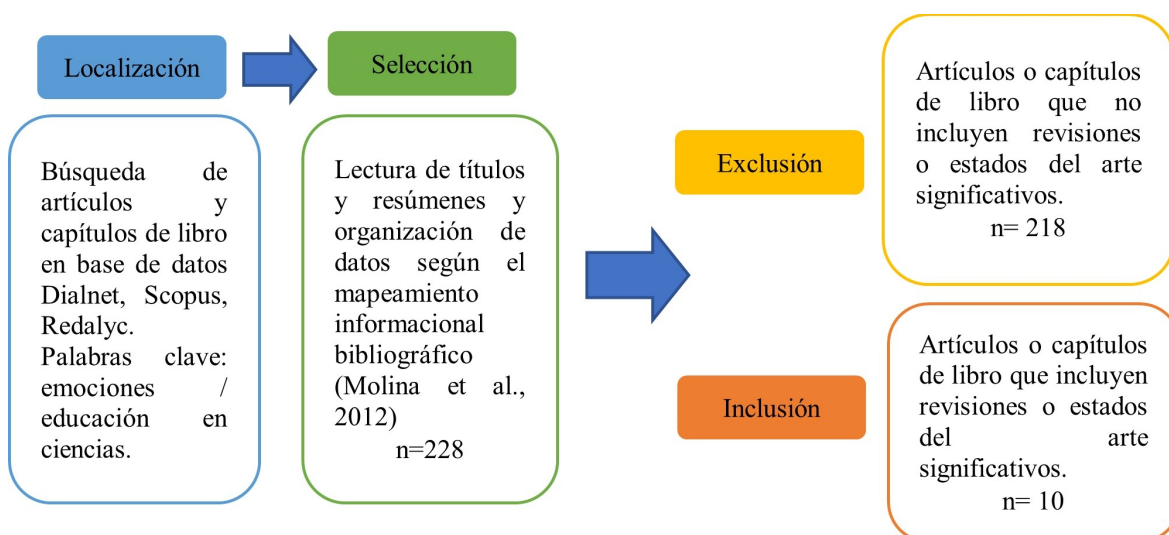 Localización
Búsqueda de
artículos y
capítulos de libro
en base de datos
Dialnet, Scopus,
Redalyc.
Palabras clave:
emociones /
educación en
ciencias.
Selección
Lectura de títulos
y resúmenes y
organización de
datos según el
mapeamiento
informacional
bibliográfico
(Molina et al.,
2012)
n=228
Exclusión
Artículos o capítulos
de libro que no
incluyen revisiones
o estados del arte
significativos.
n= 218
Inclusión
Artículos o capítulos
de libro que incluyen
revisiones o estados
del arte
significativos.
n= 10